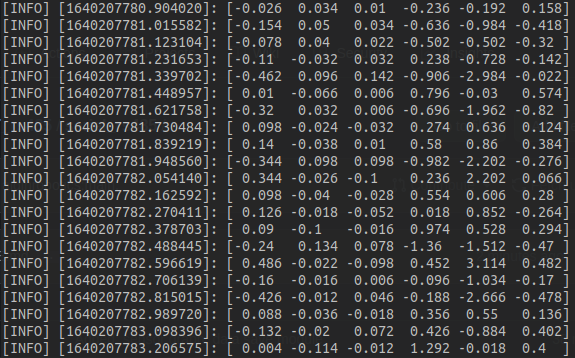 [INFO] [1640207780.904020]: [-0.026  0.034  0.01  -0.236 -0.192  0.158]
[INFO] [1640207781.015582]: [-0.154  0.05   0.034 -0.636 -0.984 -0.418]
[INFO] [1640207781.123104]: [-0.078  0.04   0.022 -0.502 -0.502 -0.32 ]
[INFO] [1640207781.231653]: [-0.11  -0.032  0.032  0.238 -0.728 -0.142]
[INFO] [1640207781.339702]: [-0.462  0.096  0.142 -0.906 -2.984 -0.022]
[INFO] [1640207781.448957]: [ 0.01  -0.066  0.006  0.796 -0.03   0.574]
[INFO] [1640207781.621758]: [-0.32   0.032  0.006 -0.696 -1.962 -0.82 ]
[INFO] [1640207781.730484]: [ 0.098 -0.024 -0.032  0.274  0.636  0.124]
[INFO] [1640207781.839219]: [ 0.14  -0.038  0.01   0.58   0.86   0.384]
[INFO] [1640207781.948560]: [-0.344  0.098  0.098 -0.982 -2.202 -0.276]
[INFO] [1640207782.054140]: [ 0.344 -0.026 -0.1    0.236  2.202  0.066]
[INFO] [1640207782.162592]: [ 0.098 -0.04  -0.028  0.554  0.606  0.28 ]
[INFO] [1640207782.270411]: [ 0.126 -0.018 -0.052  0.018  0.852 -0.264]
[INFO] [1640207782.378703]: [ 0.09  -0.1   -0.016  0.974  0.528  0.294]
[INFO] [1640207782.488445]: [-0.24   0.134  0.078 -1.36  -1.512 -0.47 ]
[INFO] [1640207782.596619]: [ 0.486 -0.022 -0.098  0.452  3.114  0.482]
[INFO] [1640207782.706139]: [-0.16  -0.016  0.006 -0.096 -1.034 -0.17 ]
[INFO] [1640207782.815015]: [-0.426 -0.012  0.046 -0.188 -2.666 -0.478]
[INFO] [1640207782.989720]: [ 0.088 -0.036 -0.018  0.356  0.55   0.136]
[INFO] [1640207783.098396]: [-0.132 -0.02   0.072  0.426 -0.884  0.402]
[INFO] [1640207783.206575]: [ 0.004 -0.114 -0.012  1.292 -0.018  0.4  ]